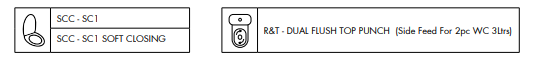 SCC - SC1
SCC - SC1 SOFT CLOSING
R&T - DUAL FLUSH TOP PUNCH (Side Feed For 2pc WC 3Ltrs)